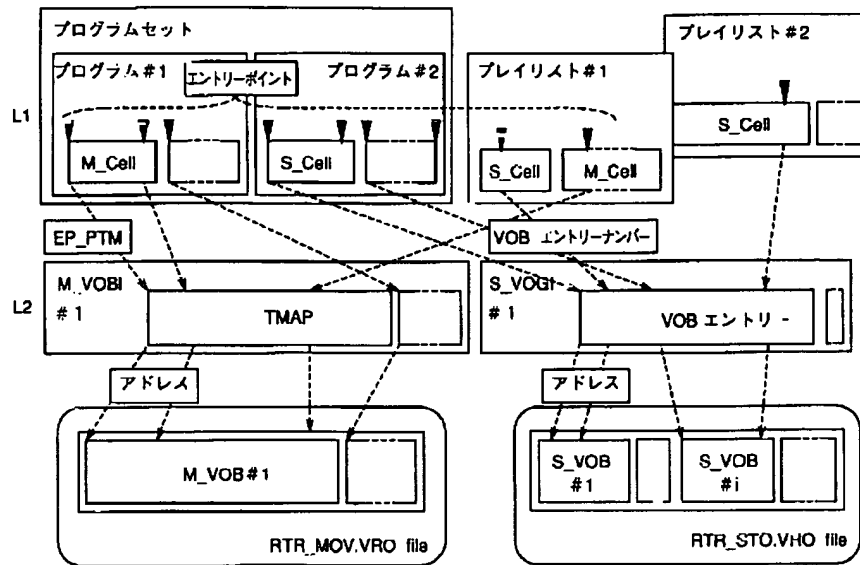 プログラムセット
プレイリスト#2
プログラム#1
エントリーポイント
プログラム#2
プレイリスト#1
L1
M_Cell
S_Cell
S_Cell
M_Cell
S_Cell
EP_PTM
VOB エントリーナンバー
L2
M_VOBI
#1
TMAP
S_VOGI
#1
VOBエントリ -
アドレス
アドレス
M_VOB#1
S_VOB
#1
S_VOB
#i
RTR_MOV.VRO file
RTR_STO.VHO file